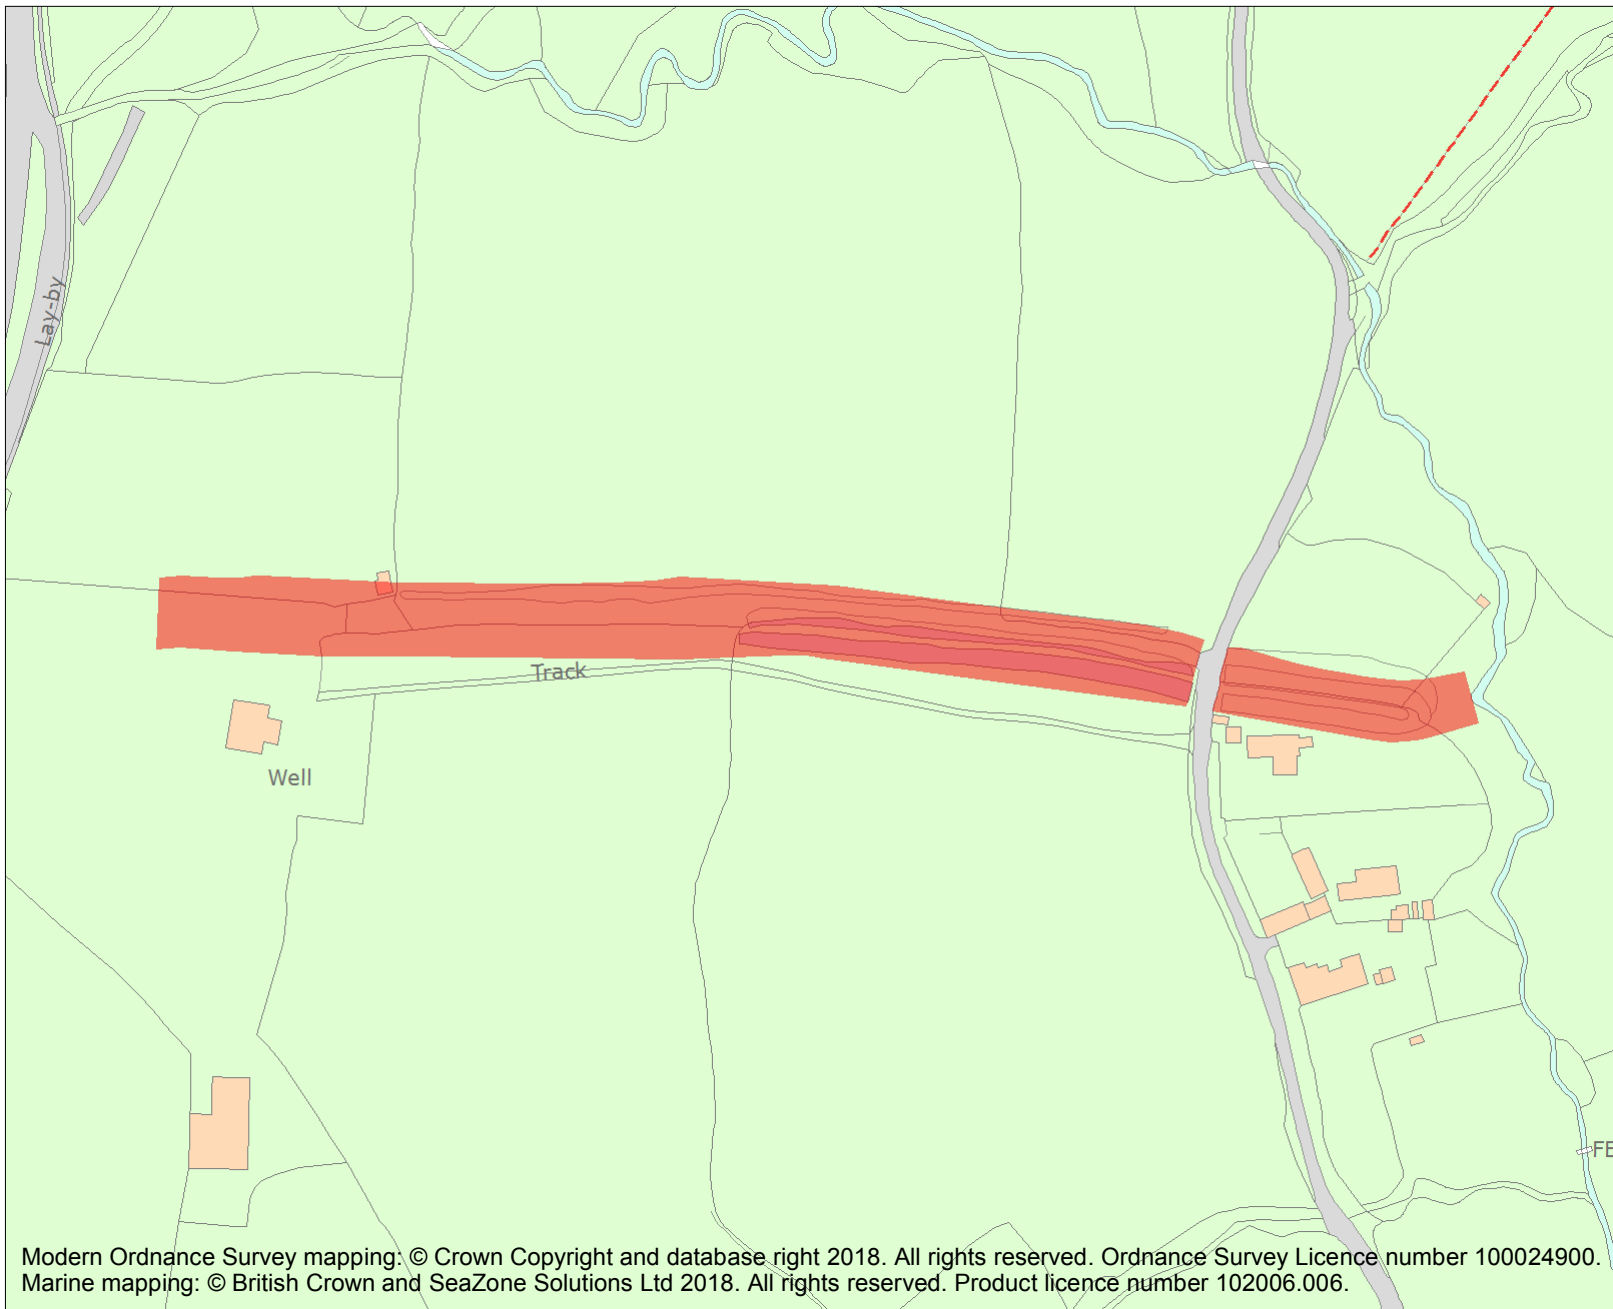 Lay-by
Track
Well
FB
Modern Ordnance Survey mapping: © Crown Copyright and database right 2018. All rights reserved. Ordnance Survey Licence number 100024900.
Marine mapping: © British Crown and SeaZone Solutions Ltd 2018. All rights reserved. Product licence number 102006.006.